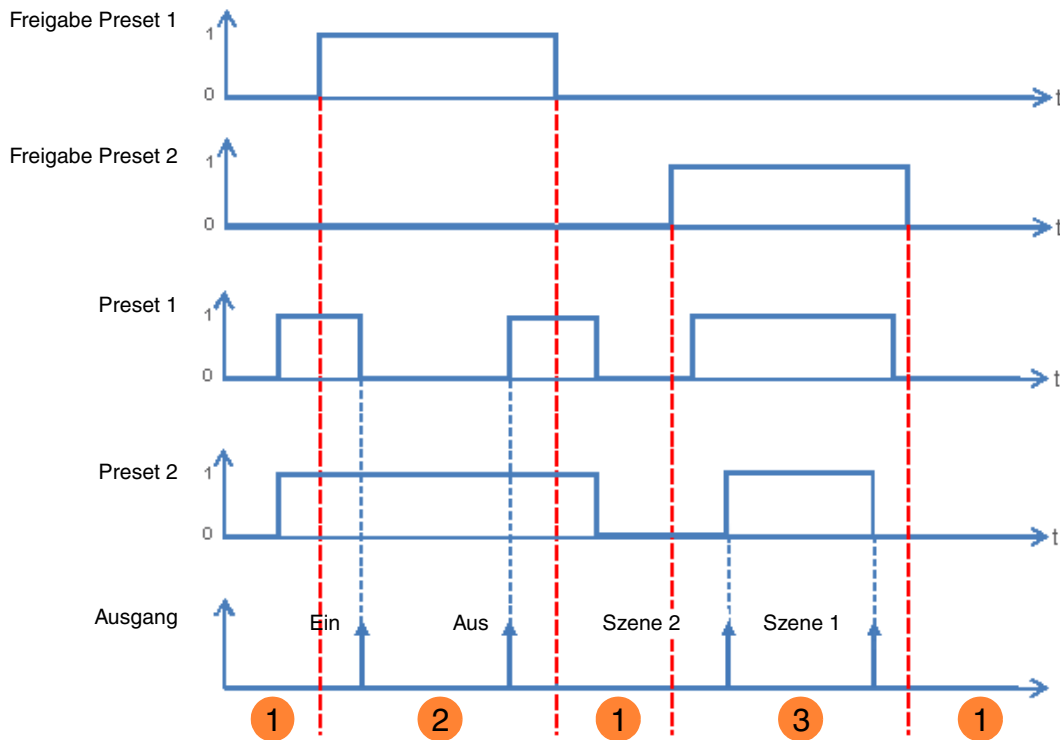 Freigabe Preset 1
1
0
t
Freigabe Preset 2
1
0
t
Preset 1
1
0
t
Preset 2
1
0
t
Ausgang
Ein
Aus
Szene 2
Szene 1
1
2
1
3
1